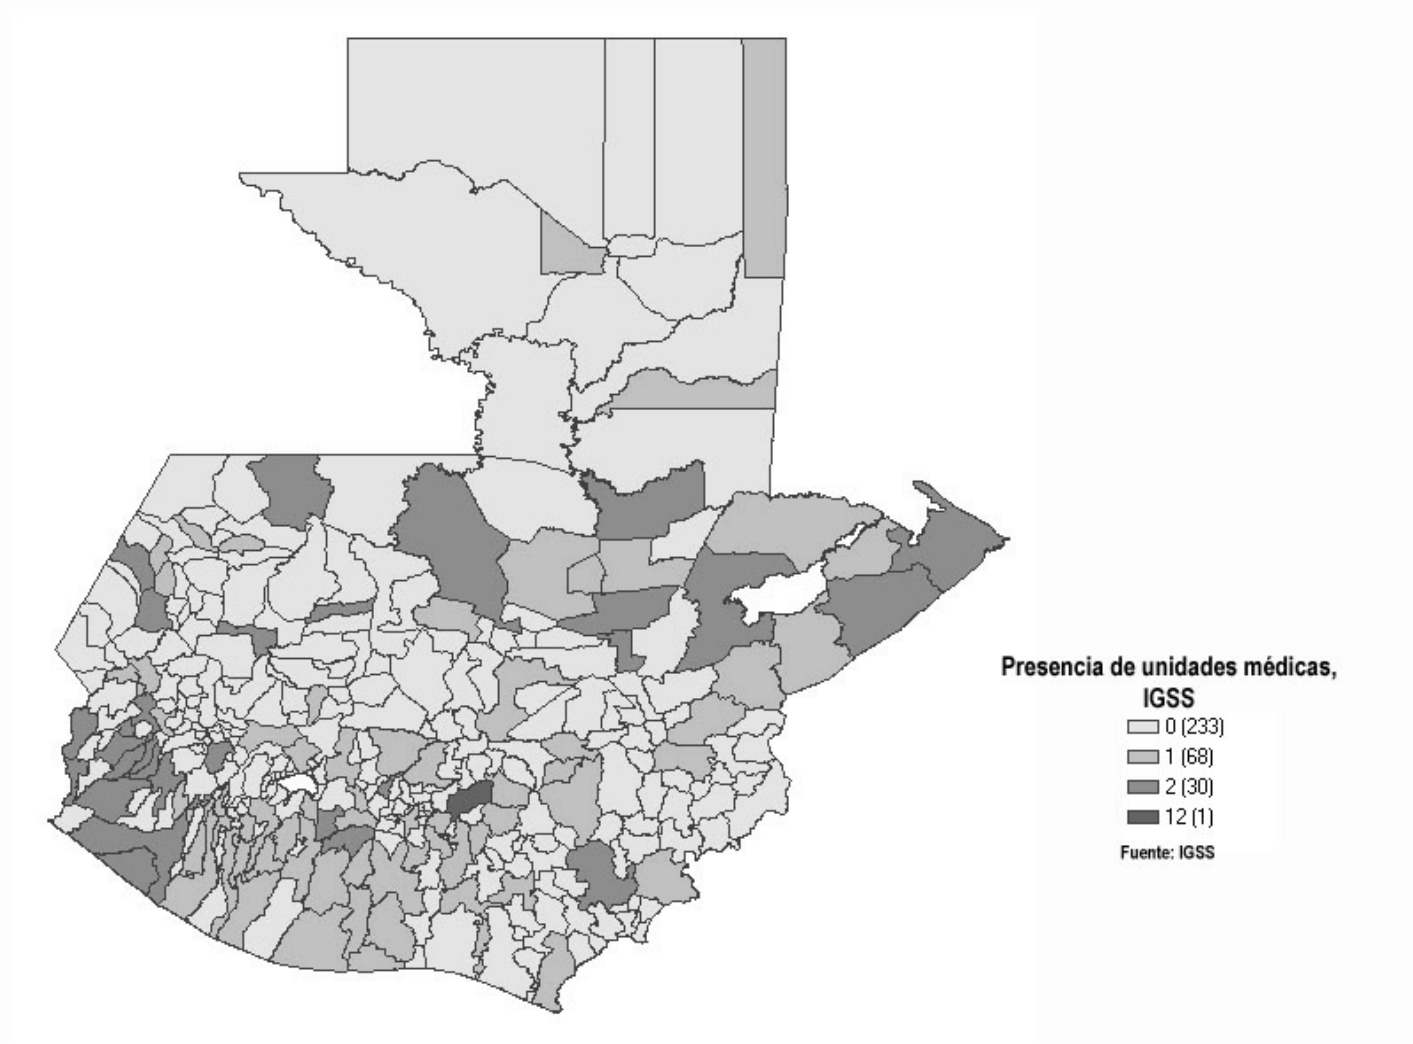 Presencia de unidades médicas,
IGSS
0 (233)
1 (68)
2 (30)
12 (1)
Fuente: IGSS